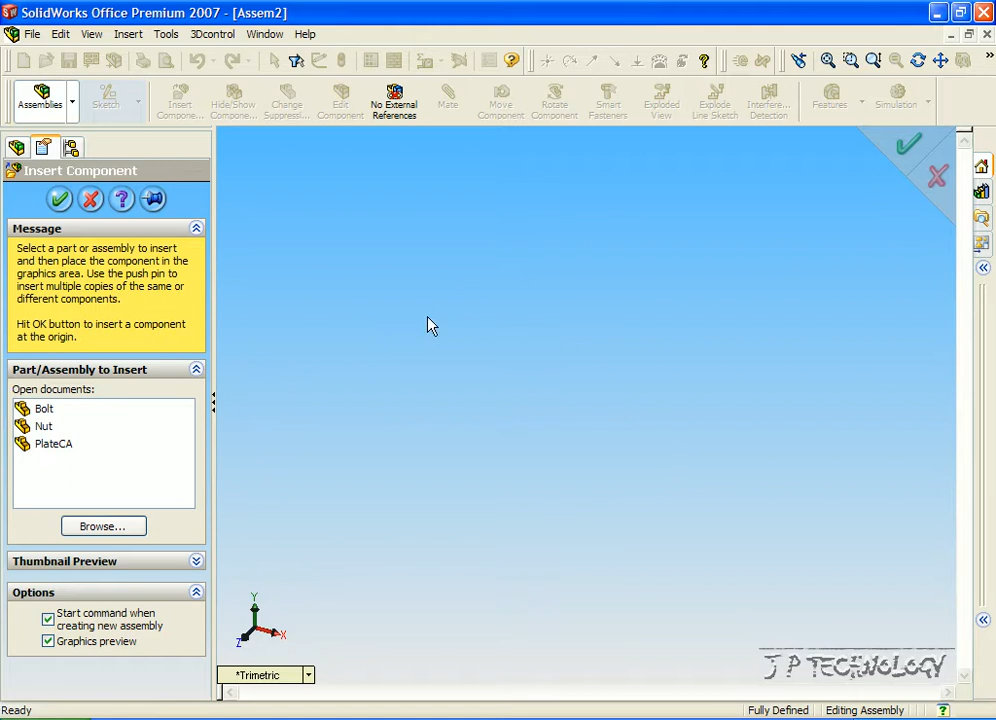 SolidWorks Office Premium 2007 - [Assem2]
File Edit View Insert Tools 3Dcontrol Window Help
Assemblies Sketch Insert Compone... Hide/Show Compone... Change Suppressi... Edit Component No External References Mate Move Component Rotate Component Smart Fasteners Exploded View Explode Line Sketch Interfere... Detection Features Simulation
Insert Component
Message
Select a part or assembly to insert
and then place the component in the
graphics area. Use the push pin to
insert multiple copies of the same or
different components.
Hit OK button to insert a component
at the origin.
Part/Assembly to Insert
Open documents:
Bolt
Nut
PlateCA
Browse...
Thumbnail Preview
Options
Start command when
creating new assembly
Graphics preview
Y
Z X
*Trimetric
J P TECHNOLOGY
Ready Fully Defined Editing Assembly